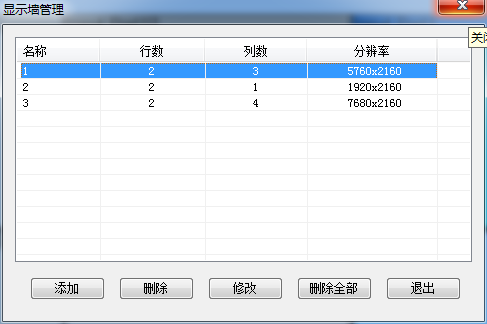 显示墙管理
关闭
名称 行数 列数 分辨率
1 2 3 5760x2160
2 2 1 1920x2160
3 2 4 7680x2160
添加 删除 修改 删除全部 退出